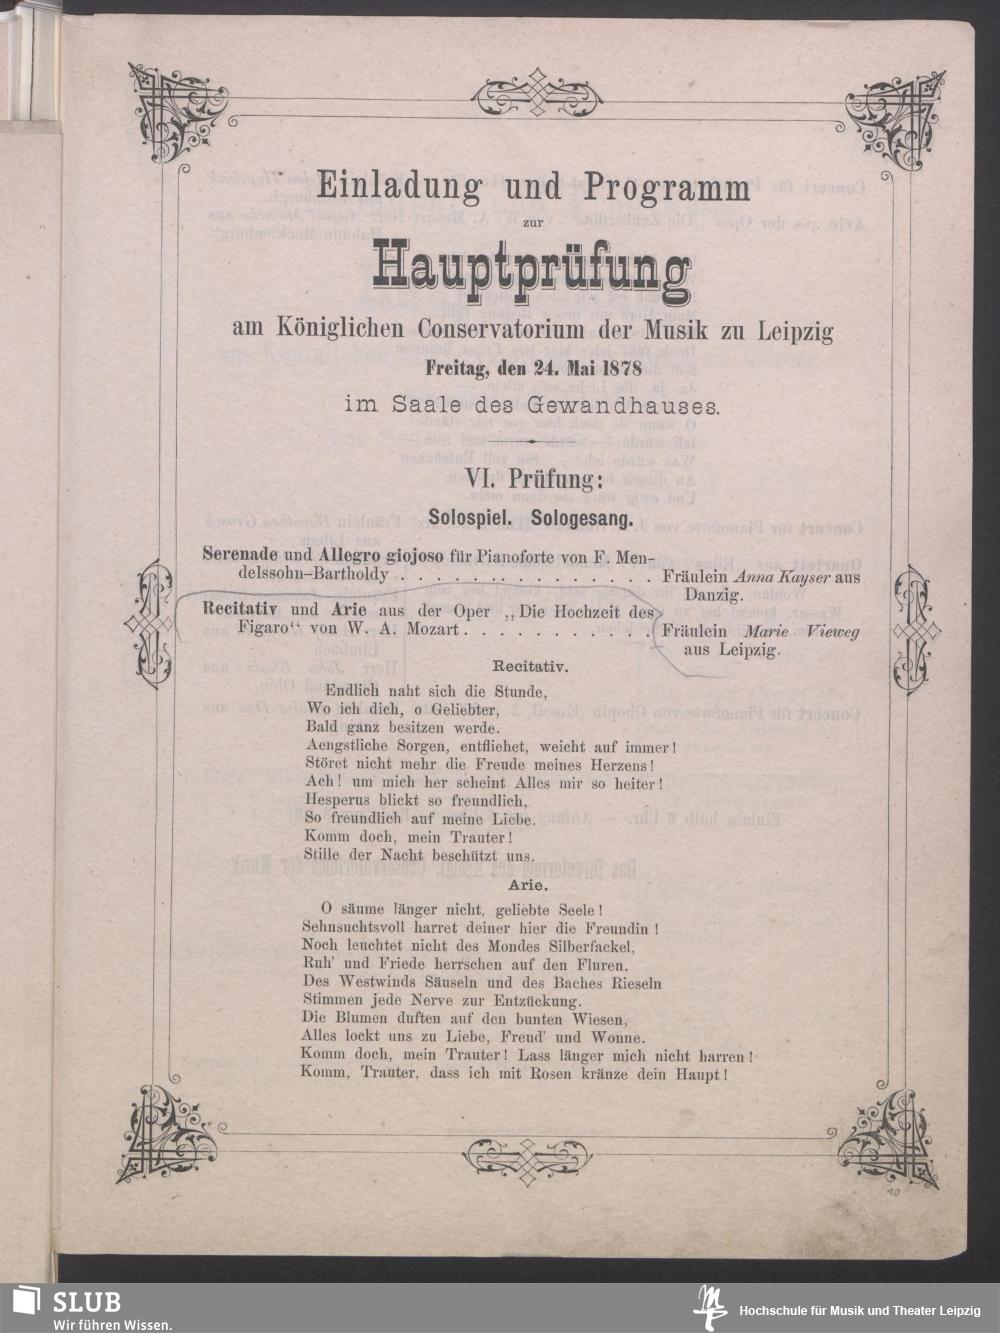 Einladung und Programm
zur
Hauptprüfung
am Königlichen Conservatorium der Musik zu Leipzig
Freitag, den 24. Mai 1878
im Saale des Gewandhauses.
VI. Prüfung:
Solospiel. Sologesang.
Serenade und Allegro giojoso für Pianoforte von F. Men-
delssohn-Bartholdy . . . . . . . . . . . . . . . Fräulein Anna Kayser aus
Danzig.
Recitativ und Arie aus der Oper „Die Hochzeit des
Figaro“ von W. A. Mozart . . . . . . . . . . . Fräulein Marie Vieweg
aus Leipzig.
Recitativ.
Endlich naht sich die Stunde,
Wo ich dich, o Geliebter,
Bald ganz besitzen werde.
Aengstliche Sorgen, entfliehet, weicht auf immer!
Störet nicht mehr die Freude meines Herzens!
Ach! um mich her scheint Alles mir so heiter!
Hesperus blickt so freundlich,
So freundlich auf meine Liebe.
Komm doch, mein Trauter!
Stille der Nacht beschützt uns.
Arie.
O säume länger nicht, geliebte Seele!
Sehnsuchtsvoll harret deiner hier die Freundin!
Noch leuchtet nicht des Mondes Silberfackel,
Ruh' und Friede herrschen auf den Fluren.
Des Westwinds Säuseln und des Baches Rieseln
Stimmen jede Nerve zur Entzückung.
Die Blumen duften auf den bunten Wiesen,
Alles lockt uns zu Liebe, Freud' und Wonne.
Komm doch, mein Trauter! Lass länger mich nicht harren!
Komm, Trauter, dass ich mit Rosen kränze dein Haupt!
10
SLUB
Wir führen Wissen.
Hochschule für Musik und Theater Leipzig